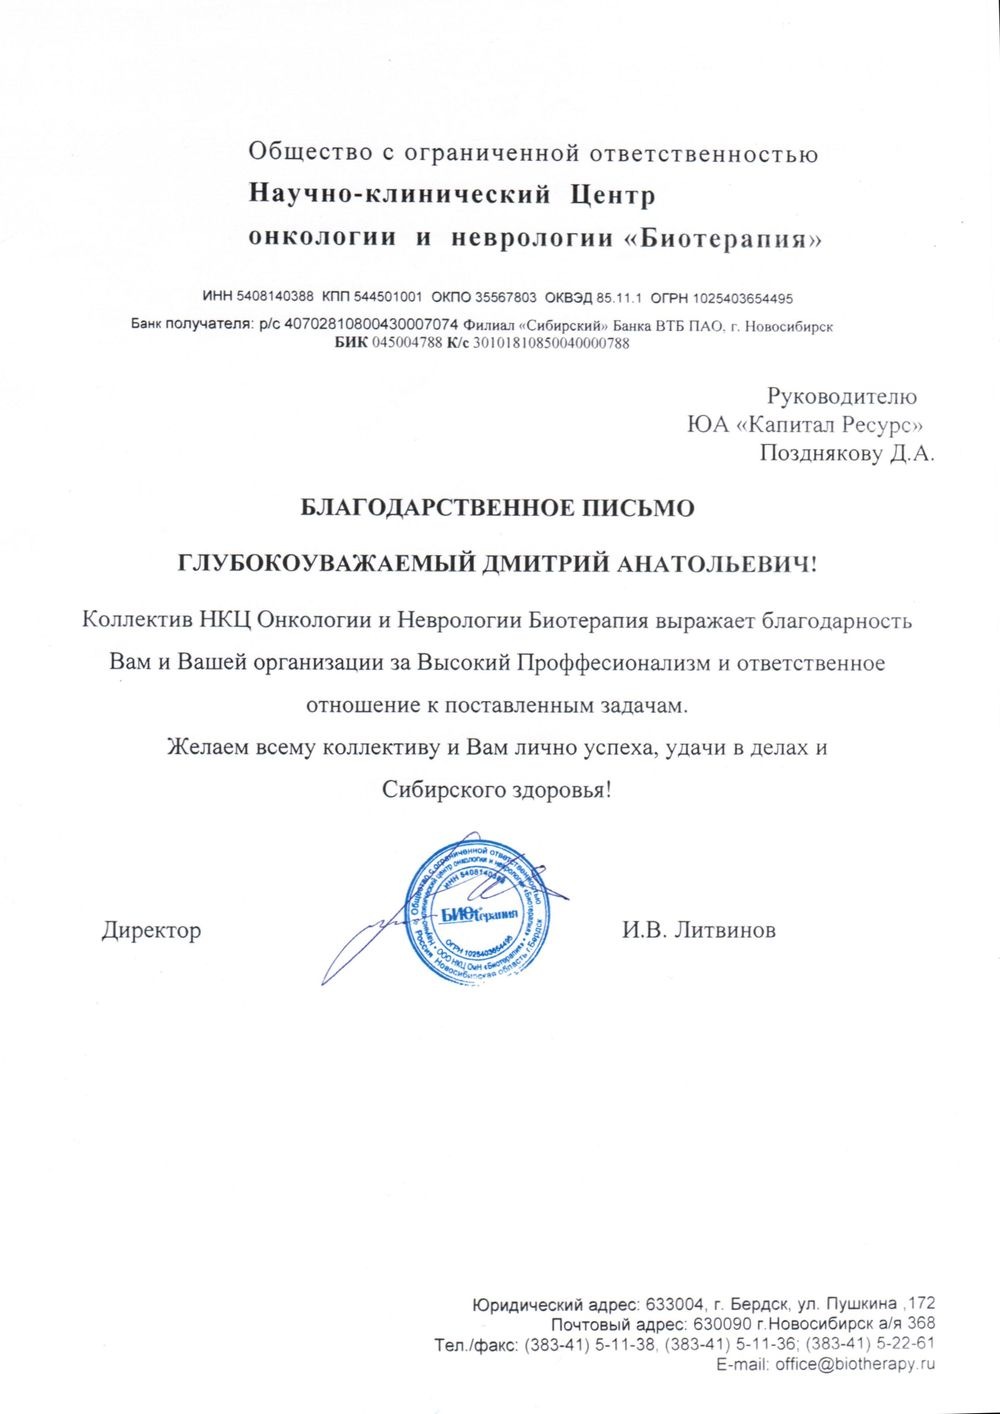 Общество с ограниченной ответственностью
Научно-клинический Центр
онкологии и неврологии «Биотерапия»
ИНН 5408140388 КПП 544501001 ОКПО 35567803 ОКВЭД 85.11.1 ОГРН 1025403654495
Банк получателя: р/с 40702810800430007074 Филиал «Сибирский» Банка ВТБ ПАО, г. Новосибирск
БИК 045004788 К/с 30101810850040000788
Руководителю
ЮА «Капитал Ресурс»
Позднякову Д.А.
БЛАГОДАРСТВЕННОЕ ПИСЬМО
ГЛУБОКОУВАЖАЕМЫЙ ДМИТРИЙ АНАТОЛЬЕВИЧ!
Коллектив НКЦ Онкологии и Неврологии Биотерапия выражает благодарность
Вам и Вашей организации за Высокий Проффесионализм и ответственное
отношение к поставленным задачам.
Желаем всему коллективу и Вам лично успеха, удачи в делах и
Сибирского здоровья!
Общество с ограниченной ответственностью
Научно-клинический центр онкологии и неврологии «Биотерапия»
ИНН 5408140388
БИОтерапия
ОГРН 1025403654495
ООО НКЦ ОиН «Биотерапия»
Россия Новосибирская область г.Бердск
Директор
И.В. Литвинов
Юридический адрес: 633004, г. Бердск, ул. Пушкина ,172
Почтовый адрес: 630090 г.Новосибирск а/я 368
Тел./факс: (383-41) 5-11-38, (383-41) 5-11-36; (383-41) 5-22-61
E-mail: office@biotherapy.ru